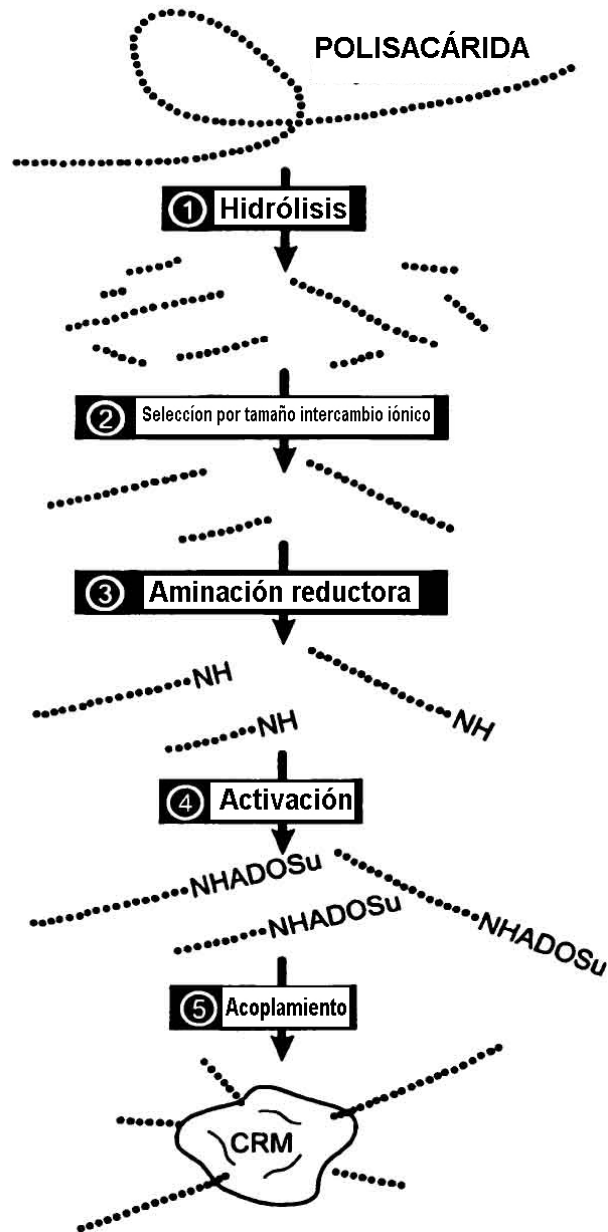 POLISACÁRIDA
1 Hidrólisis
2 Seleccíon por tamaño intercambio iónico
3 Aminación reductora
NH
NH
NH
4 Activación
NHADOSu
NHADOSu
NHADOSu
5 Acoplamiento
CRM